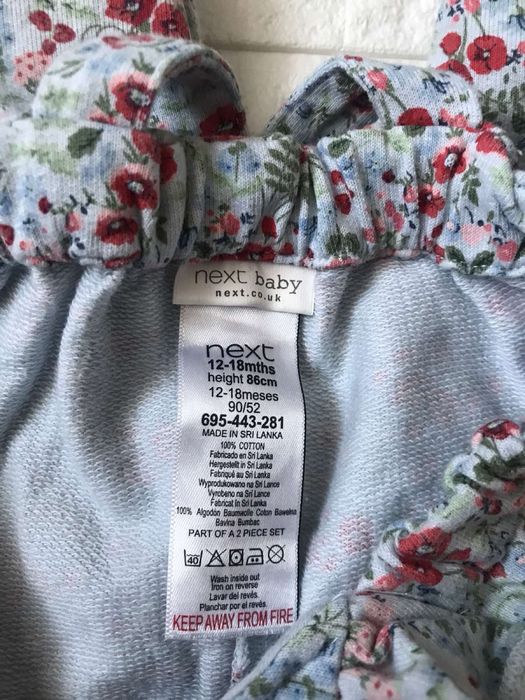 next baby
next.co.uk
next
12-18mths
height 86cm
12-18meses
90/52
695-443-281
MADE IN SRI LANKA
100% COTTON
Fabricado en Sri Lanka
Hergestellt in Sri Lanka
Fabriqué au Sri Lanka
Wyprodukowano na Sri Lance
Vyrobeno na Sri Lance
Fabricat în Sri Lanka
100% Algodon Baumwolle Coton Bawełna
Bavlna Bumbac
PART OF A 2 PIECE SET
40
Wash inside out
Iron on reverse
Lavar del revés.
Planchar por el revés.
KEEP AWAY FROM FIRE